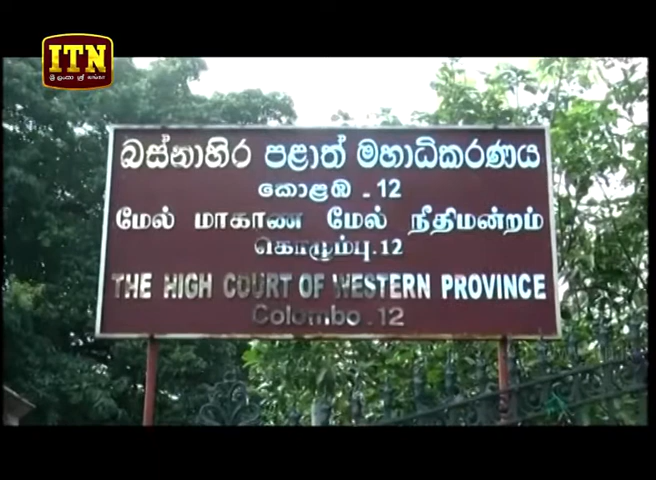 ITN
බස්නාහිර පළාත් මහාධිකරණය
කොළඹ - 12
மேல் மாகாண மேல் நீதிமன்றம்
கொழும்பு.12
THE HIGH COURT OF WESTERN PROVINCE
COLOMBO . 12